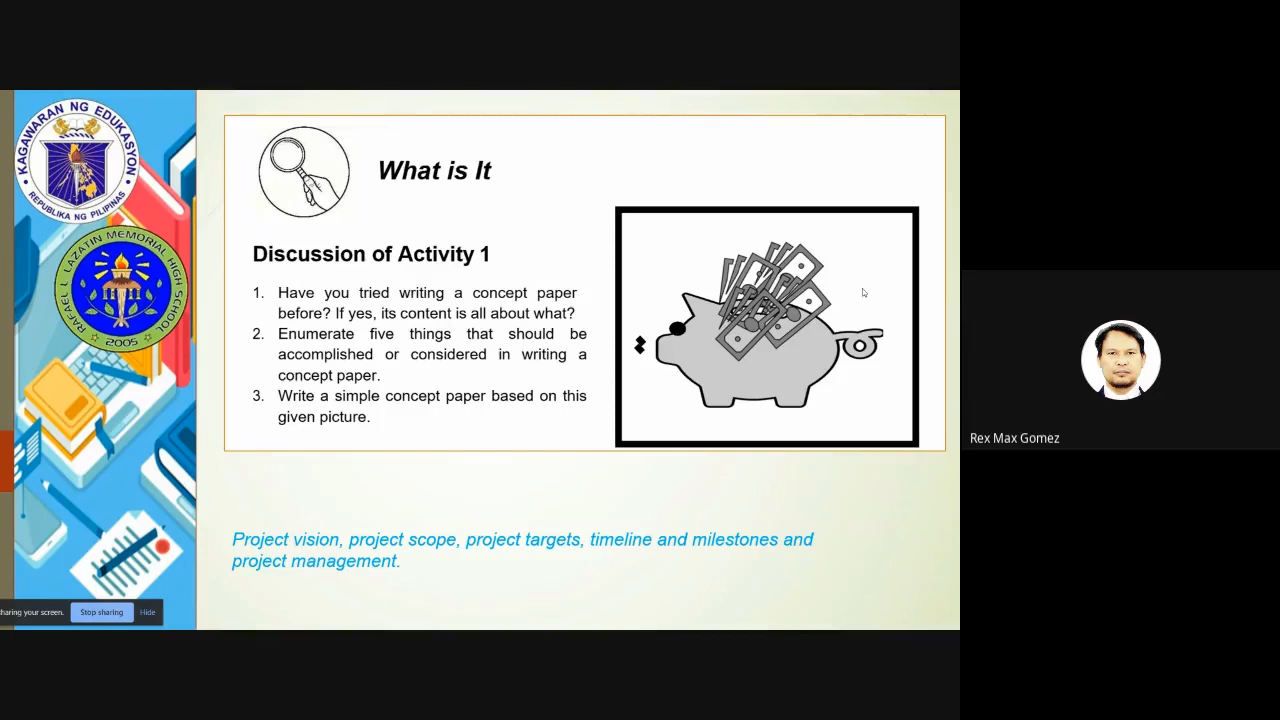 KAGAWARAN NG EDUKASYON
REPUBLIKA NG PILIPINAS
RAFAEL L. LAZATIN MEMORIAL HIGH SCHOOL
2005
What is It
Discussion of Activity 1
1. Have you tried writing a concept paper
before? If yes, its content is all about what?
2. Enumerate five things that should be
accomplished or considered in writing a
concept paper.
3. Write a simple concept paper based on this
given picture.
Project vision, project scope, project targets, timeline and milestones and
project management.
haring your screen.
Stop sharing
Hide
Rex Max Gomez